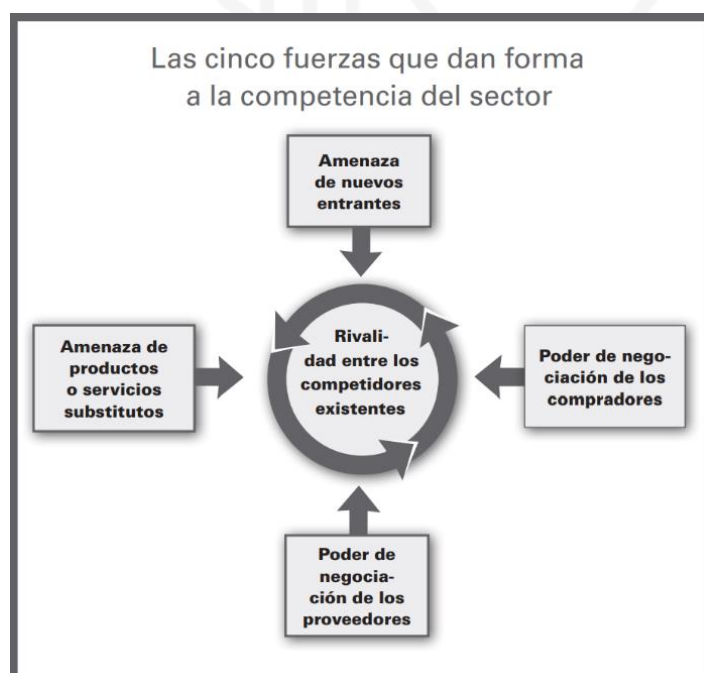 Las cinco fuerzas que dan forma
a la competencia del sector
Amenaza
de nuevos
entrantes
Amenaza de
productos
o servicios
substitutos
Rivali-
dad entre los
competidores
existentes
Poder de nego-
ciación de los
compradores
Poder de
negocia-
ción de los
proveedores